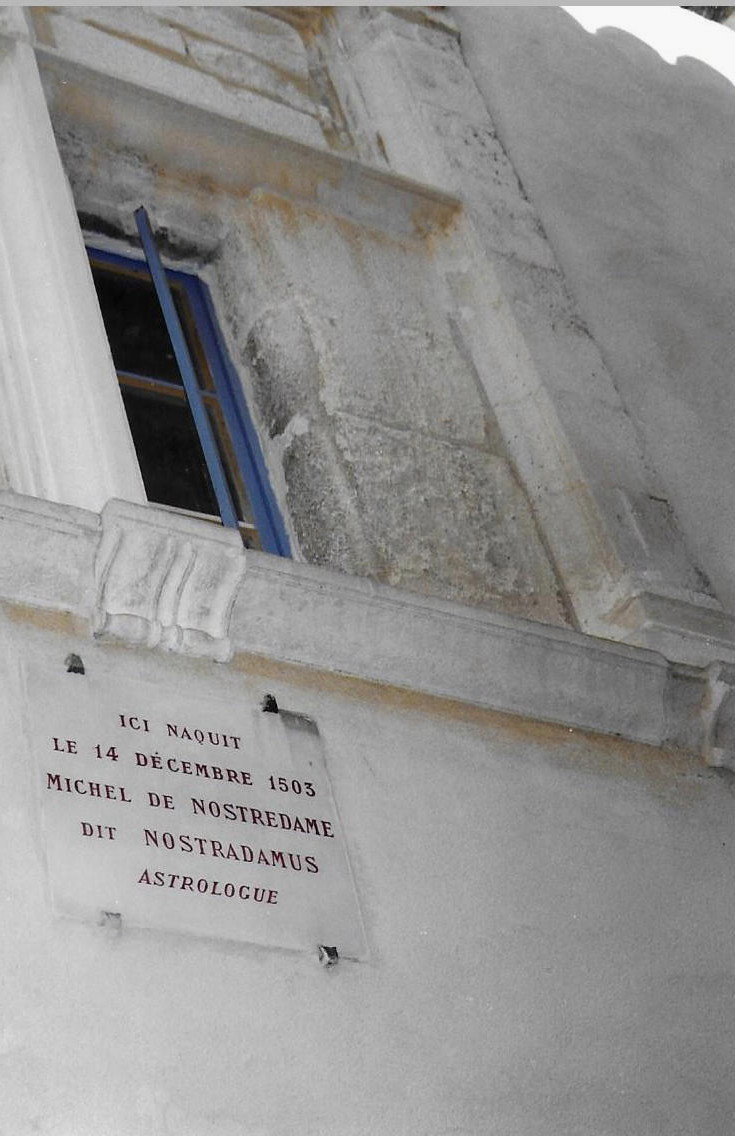 ICI NAQUIT
LE 14 DÉCEMBRE 1503
MICHEL DE NOSTREDAME
DIT NOSTRADAMUS
ASTROLOGUE